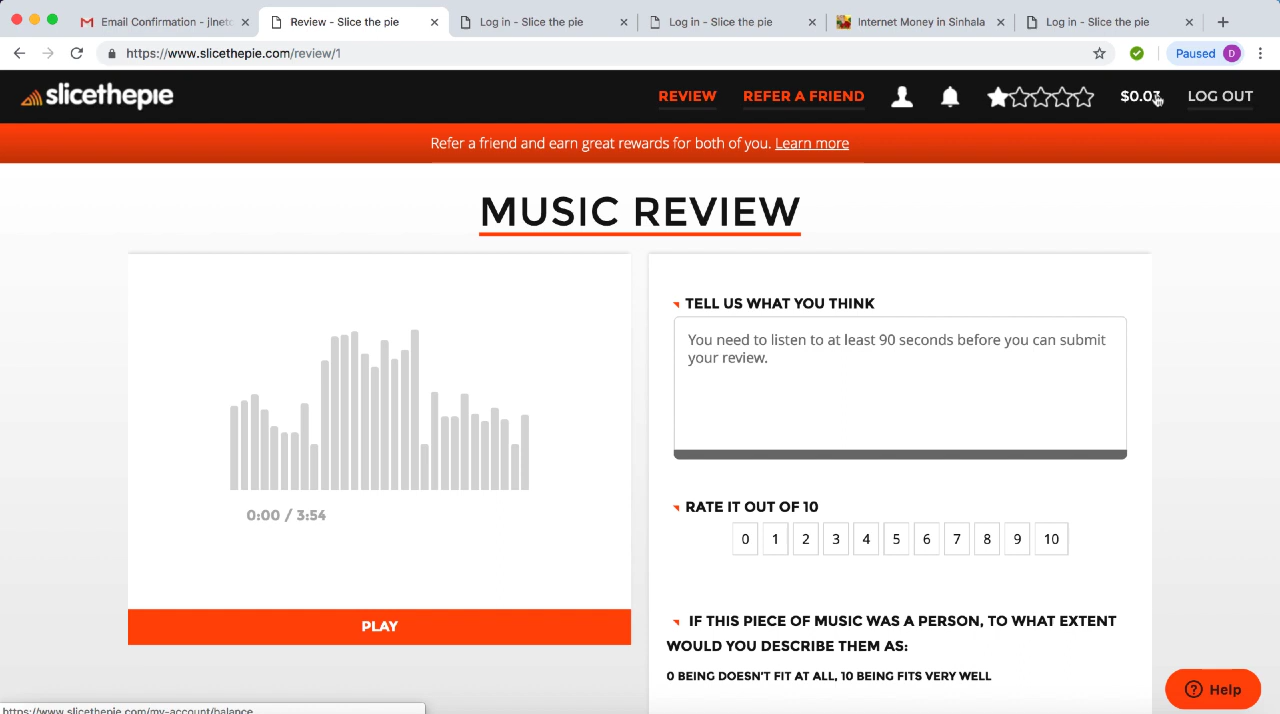 Email Confirmation - jlnet
Review - Slice the pie
Log in - Slice the pie
Log in - Slice the pie
Internet Money in Sinhala
Log in - Slice the pie
https://www.slicethepie.com/review/1
Paused D
slicethepie
REVIEW
REFER A FRIEND
$0.03
LOG OUT
Refer a friend and earn great rewards for both of you. Learn more
MUSIC REVIEW
TELL US WHAT YOU THINK
You need to listen to at least 90 seconds before you can submit
your review.
0:00 / 3:54
RATE IT OUT OF 10
0 1 2 3 4 5 6 7 8 9 10
PLAY
IF THIS PIECE OF MUSIC WAS A PERSON, TO WHAT EXTENT
WOULD YOU DESCRIBE THEM AS:
0 BEING DOESN'T FIT AT ALL, 10 BEING FITS VERY WELL
Help
https://www.slicethepie.com/my-account/balance